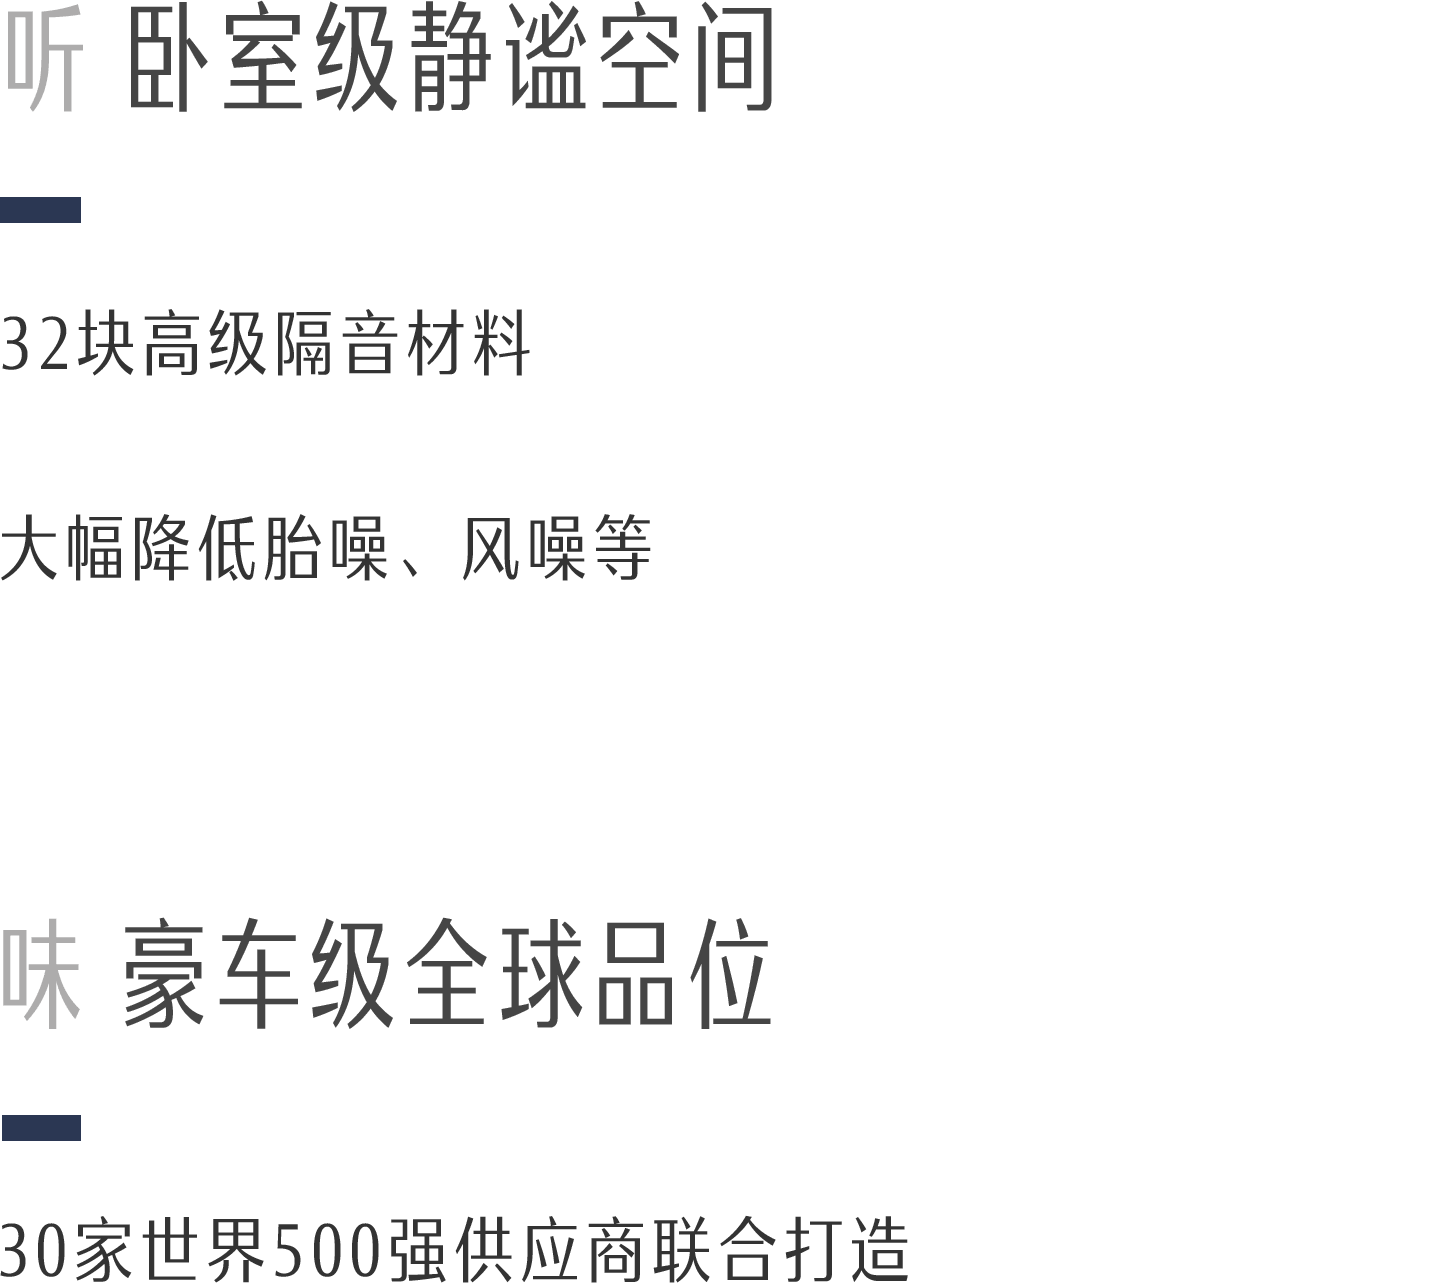 听 卧室级静谧空间
32块高级隔音材料
大幅降低胎噪、风噪等
味 豪车级全球品位
30家世界500强供应商联合打造